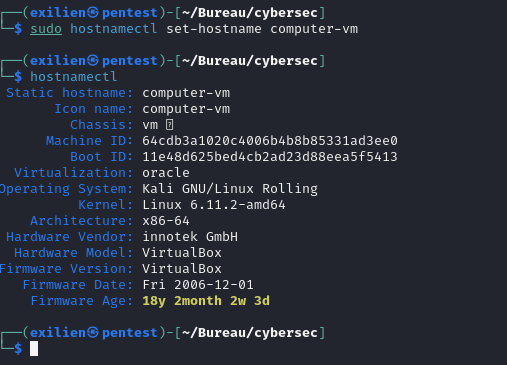 ┌──(exilien㉿pentest)-[~/Bureau/cybersec]
└─$ sudo hostnamectl set-hostname computer-vm
┌──(exilien㉿pentest)-[~/Bureau/cybersec]
└─$ hostnamectl
Static hostname: computer-vm
Icon name: computer-vm
Chassis: vm
Machine ID: 64cdb3a1020c4006b4b8b85331ad3ee0
Boot ID: 11e48d625bed4cb2ad23d88eea5f5413
Virtualization: oracle
Operating System: Kali GNU/Linux Rolling
Kernel: Linux 6.11.2-amd64
Architecture: x86-64
Hardware Vendor: innotek GmbH
Hardware Model: VirtualBox
Firmware Version: VirtualBox
Firmware Date: Fri 2006-12-01
Firmware Age: 18y 2month 2w 3d
┌──(exilien㉿pentest)-[~/Bureau/cybersec]
└─$